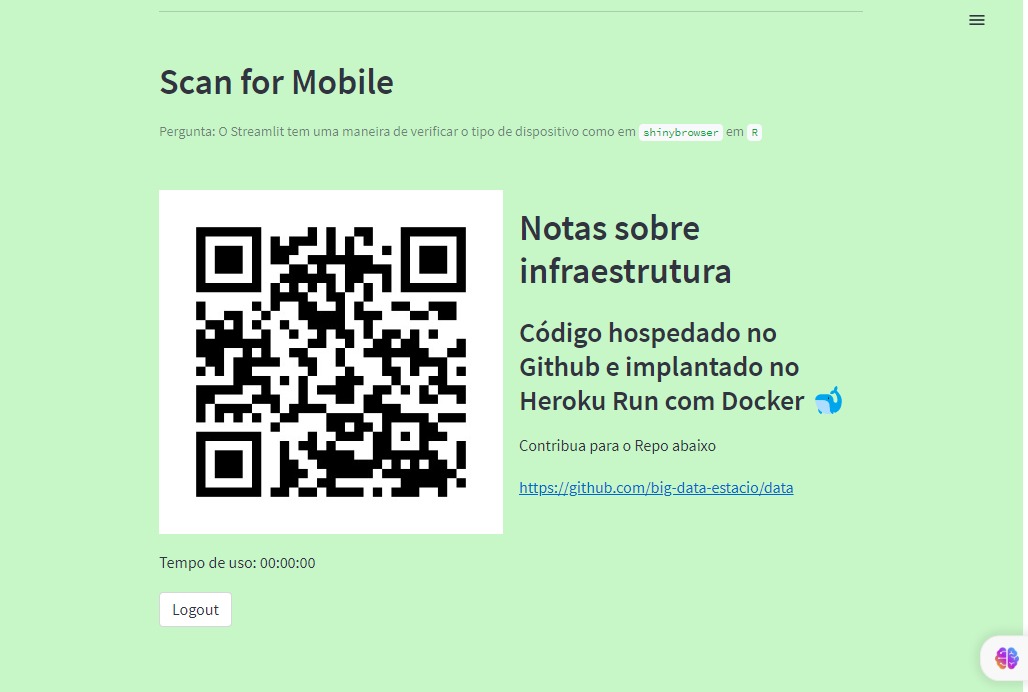 Scan for Mobile
Pergunta: O Streamlit tem uma maneira de verificar o tipo de dispositivo como em shinybrowser em R
Notas sobre
infraestrutura
Código hospedado no
Github e implantado no
Heroku Run com Docker 🐳
Contribua para o Repo abaixo
https://github.com/big-data-estacio/data
Tempo de uso: 00:00:00
Logout